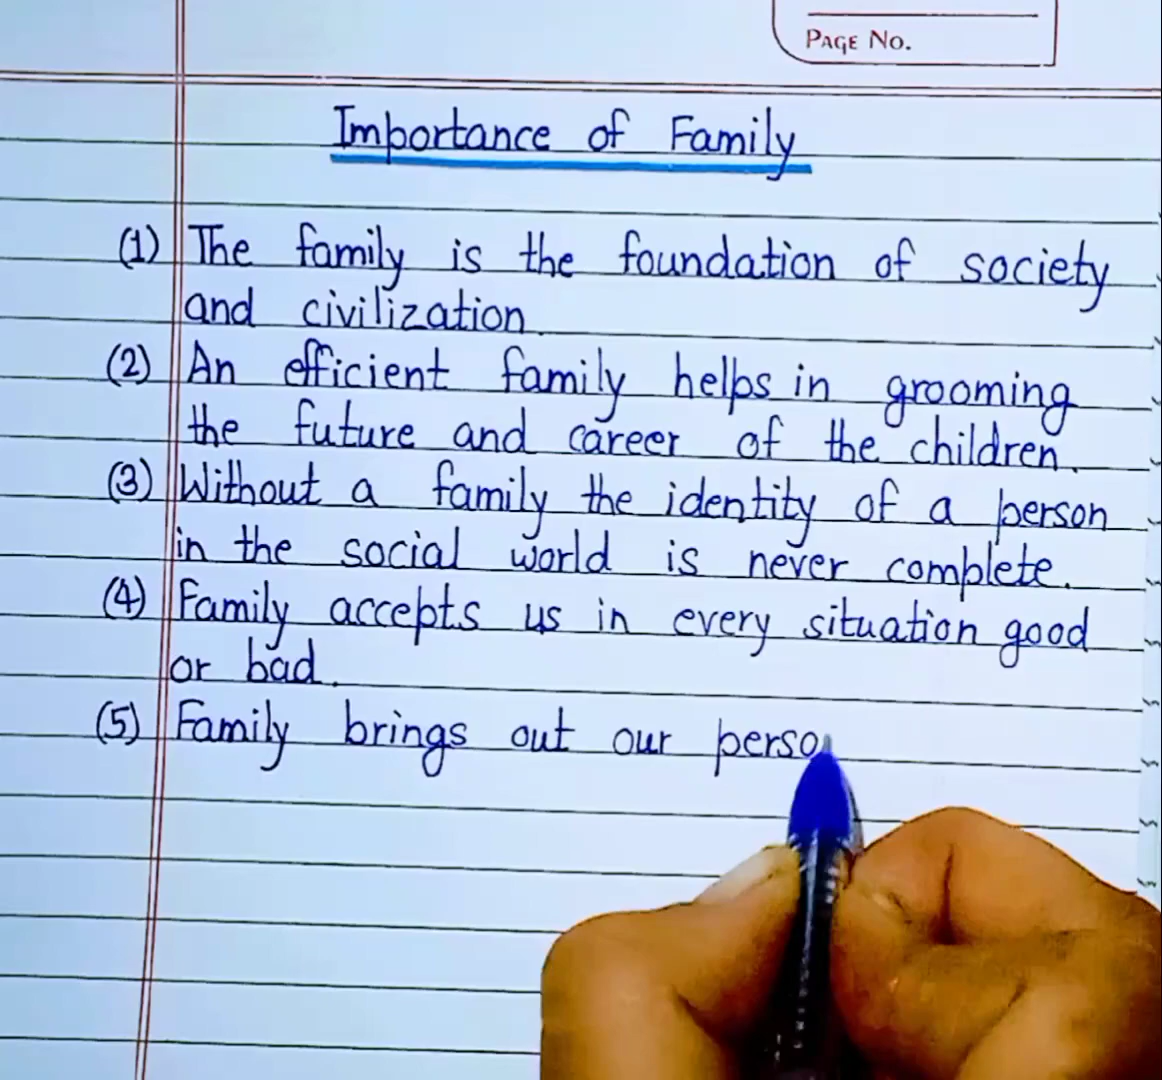 PAGE NO.
Importance of Family
(1) The family is the foundation of society
and civilization
(2) An efficient family helps in grooming
the future and career of the children.
(3) Without a family the identity of a person
in the social world is never complete.
(4) Family accepts us in every situation good
or bad.
(5) Family brings out our perso